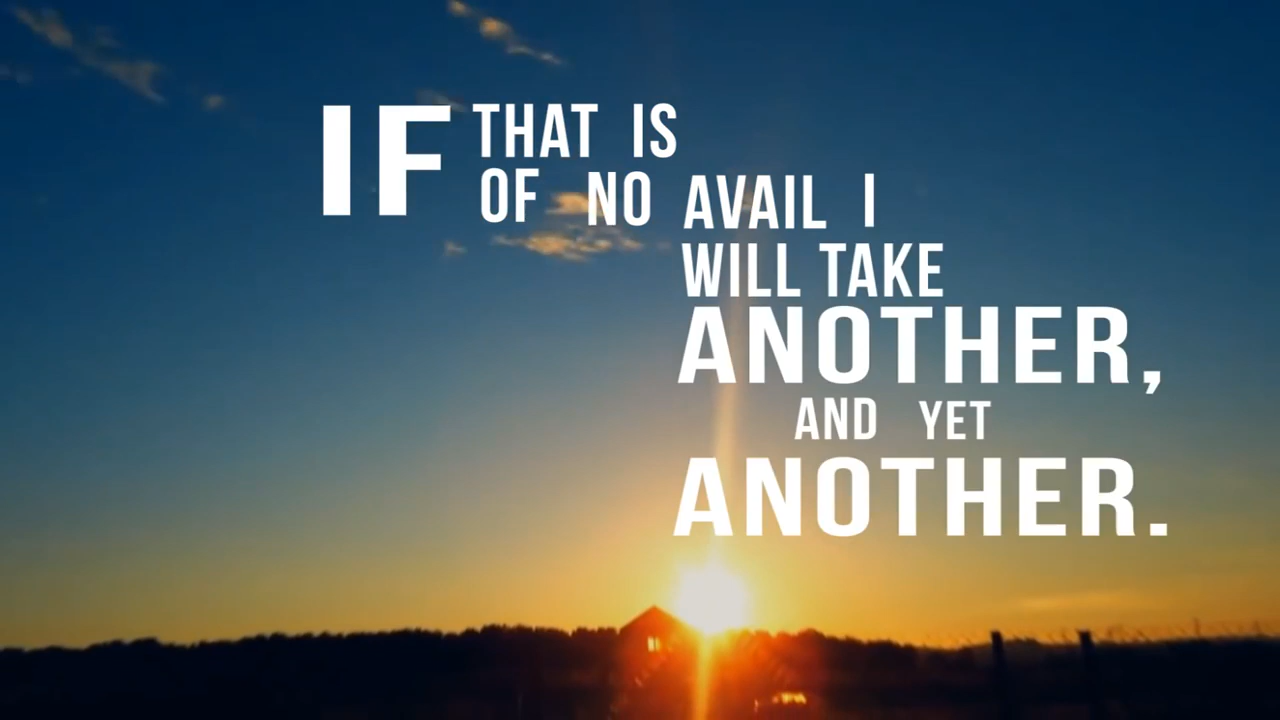 IF THAT IS
OF NO AVAIL I
WILL TAKE
ANOTHER,
AND YET
ANOTHER.